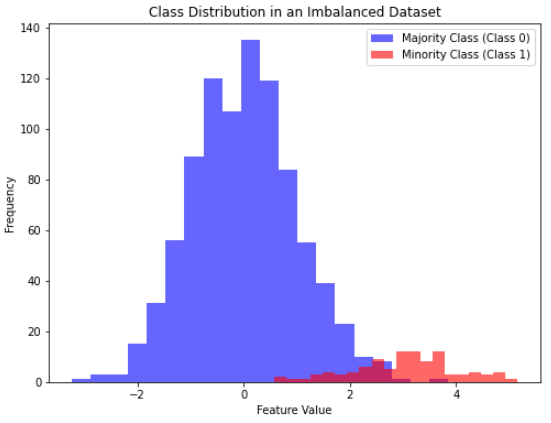 Class Distribution in an Imbalanced Dataset
Majority Class (Class 0)
Minority Class (Class 1)
140
120
100
80
60
40
20
0
Frequency
−2
0
2
4
Feature Value